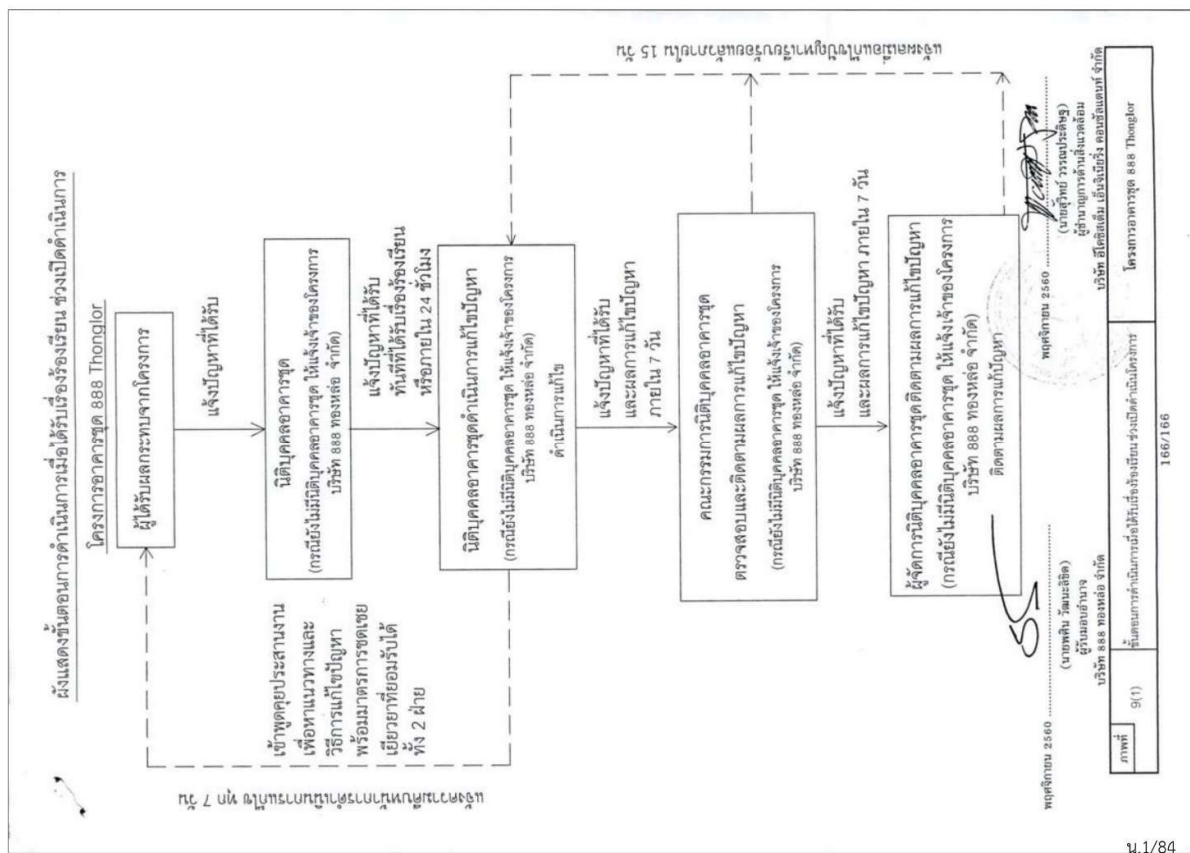 ผังแสดงขั้นตอนการดำเนินการเมื่อได้รับเรื่องร้องเรียน ช่วงเปิดดำเนินการ
โครงการอาคารชุด 888 Thonglor
ผู้ได้รับผลกระทบจากโครงการ
แจ้งปัญหาที่ได้รับ
นิติบุคคลอาคารชุด
(กรณียังไม่มีนิติบุคคลอาคารชุด ให้แจ้งเจ้าของโครงการ
บริษัท 888 ทองหล่อ จำกัด)
แจ้งปัญหาที่ได้รับ
ทันทีที่ได้รับเรื่องร้องเรียน
หรือภายใน 24 ชั่วโมง
เข้าพูดคุยประสานงาน
เพื่อหาแนวทางและ
วิธีการแก้ไขปัญหา
พร้อมมาตรการชดเชย
เยียวยาที่ยอมรับได้
ทั้ง 2 ฝ่าย
แจ้งความคืบหน้าการดำเนินการแก้ไข ทุก 7 วัน
นิติบุคคลอาคารชุดดำเนินการแก้ไขปัญหา
(กรณียังไม่มีนิติบุคคลอาคารชุด ให้แจ้งเจ้าของโครงการ
บริษัท 888 ทองหล่อ จำกัด)
ดำเนินการแก้ไข
แจ้งปัญหาที่ได้รับ
และผลการแก้ไขปัญหา
ภายใน 7 วัน
คณะกรรมการนิติบุคคลอาคารชุด
ตรวจสอบและติดตามผลการแก้ไขปัญหา
(กรณียังไม่มีนิติบุคคลอาคารชุด ให้แจ้งเจ้าของโครงการ
บริษัท 888 ทองหล่อ จำกัด)
แจ้งปัญหาที่ได้รับ
และผลการแก้ไขปัญหา ภายใน 7 วัน
ผู้จัดการนิติบุคคลอาคารชุดติดตามผลการแก้ไขปัญหา
(กรณียังไม่มีนิติบุคคลอาคารชุด ให้แจ้งเจ้าของโครงการ
บริษัท 888 ทองหล่อ จำกัด)
ติดตามผลการแก้ปัญหา
แจ้งผลเมื่อแก้ไขปัญหาเรียบร้อยแล้วภายใน 15 วัน
พฤศจิกายน 2560
ผู้รับมอบอำนาจ
บริษัท 888 ทองหล่อ จำกัด
พฤศจิกายน 2560
ผู้ชำนาญการด้านสิ่งแวดล้อม
บริษัท อีโคซิสเต็ม เอ็นจิเนียริ่ง คอนซัลแตนท์ จำกัด
ภาพที่
9(1)
ขั้นตอนการดำเนินการเมื่อได้รับเรื่องร้องเรียน ช่วงเปิดดำเนินโครงการ
โครงการอาคารชุด 888 Thonglor
166/166
น.1/84